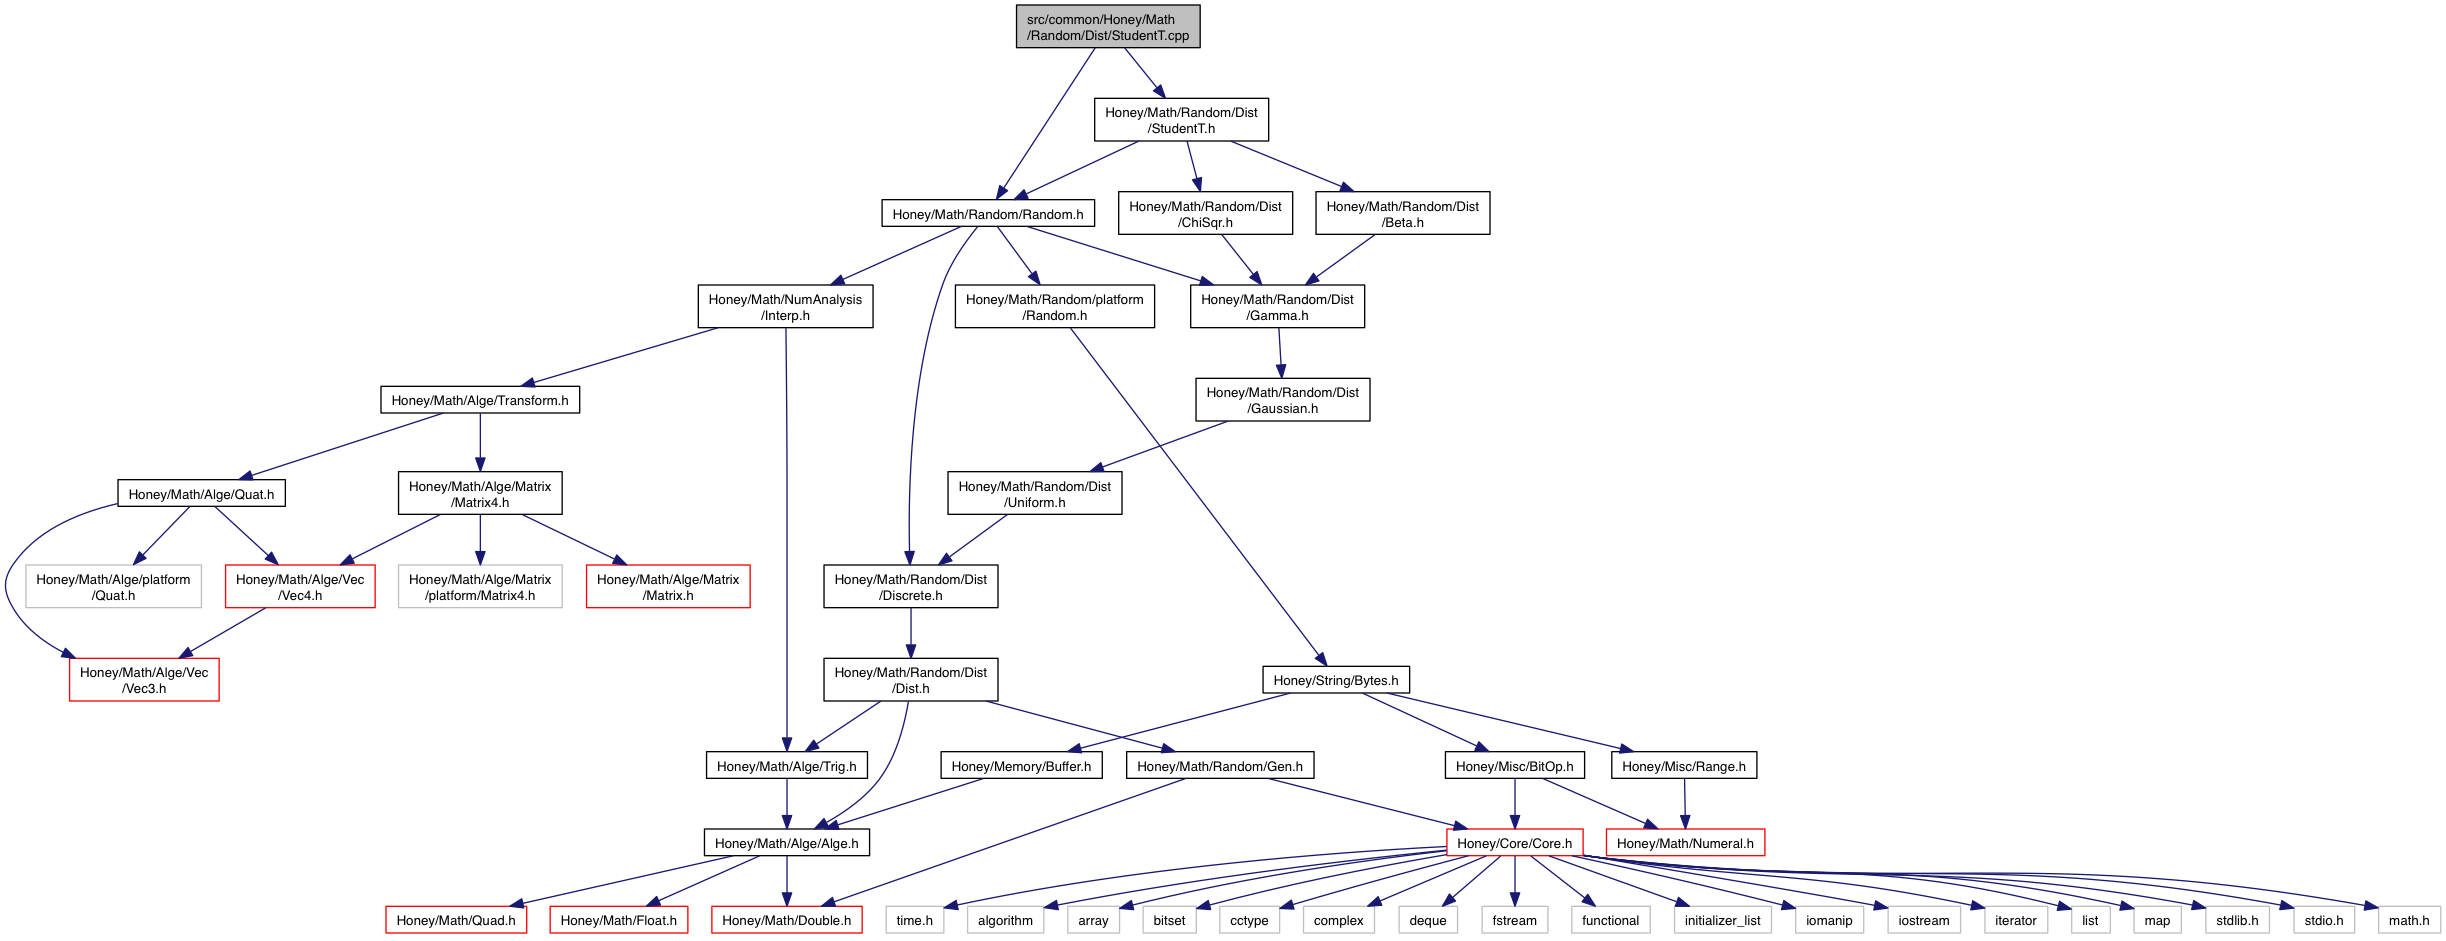 src/common/Honey/Math
/Random/Dist/StudentT.cpp
Honey/Math/Random/Dist
/StudentT.h
Honey/Math/Random/Random.h
Honey/Math/Random/Dist
/ChiSqr.h
Honey/Math/Random/Dist
/Beta.h
Honey/Math/NumAnalysis
/Interp.h
Honey/Math/Random/platform
/Random.h
Honey/Math/Random/Dist
/Gamma.h
Honey/Math/Alge/Transform.h
Honey/Math/Random/Dist
/Gaussian.h
Honey/Math/Alge/Quat.h
Honey/Math/Alge/Matrix
/Matrix4.h
Honey/Math/Random/Dist
/Uniform.h
Honey/Math/Alge/platform
/Quat.h
Honey/Math/Alge/Vec
/Vec4.h
Honey/Math/Alge/Matrix
/platform/Matrix4.h
Honey/Math/Alge/Matrix
/Matrix.h
Honey/Math/Random/Dist
/Discrete.h
Honey/Math/Alge/Vec
/Vec3.h
Honey/Math/Random/Dist
/Dist.h
Honey/String/Bytes.h
Honey/Math/Alge/Trig.h
Honey/Memory/Buffer.h
Honey/Math/Random/Gen.h
Honey/Misc/BitOp.h
Honey/Misc/Range.h
Honey/Math/Alge/Alge.h
Honey/Core/Core.h
Honey/Math/Numeral.h
Honey/Math/Quad.h
Honey/Math/Float.h
Honey/Math/Double.h
time.h
algorithm
array
bitset
cctype
complex
deque
fstream
functional
initializer_list
iomanip
iostream
iterator
list
map
stdlib.h
stdio.h
math.h